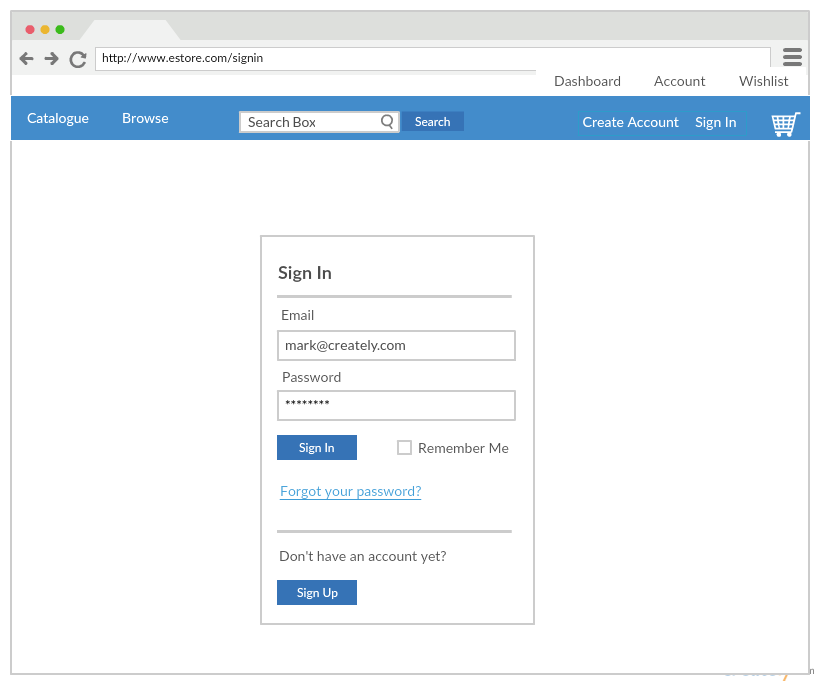 http://www.estore.com/signin
Dashboard Account Wishlist
Catalogue Browse Search Box Search Create Account Sign In
Sign In
Email
mark@creately.com
Password
********
Sign In Remember Me
Forgot your password?
Don't have an account yet?
Sign Up